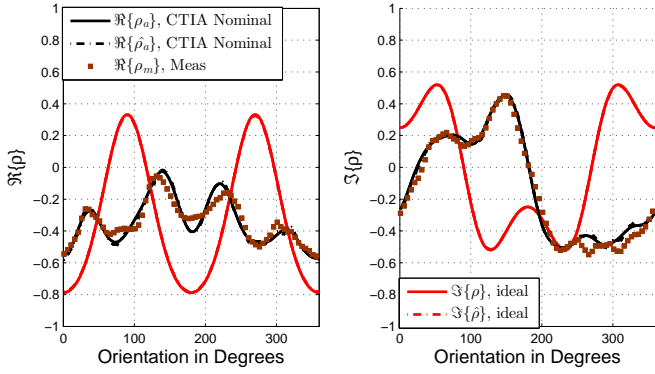 ℜ{ρₐ}, CTIA Nominal
ℜ{ρ̂ₐ}, CTIA Nominal
ℜ{ρₘ}, Meas
1
0.8
0.6
0.4
0.2
0
−0.2
−0.4
−0.6
−0.8
−1
ℜ{ρ}
0 100 200 300
Orientation in Degrees
1
0.8
0.6
0.4
0.2
0
−0.2
−0.4
−0.6
−0.8
−1
ℑ{ρ}
ℑ{ρ}, ideal
ℑ{ρ̂}, ideal
0 100 200 300
Orientation in Degrees